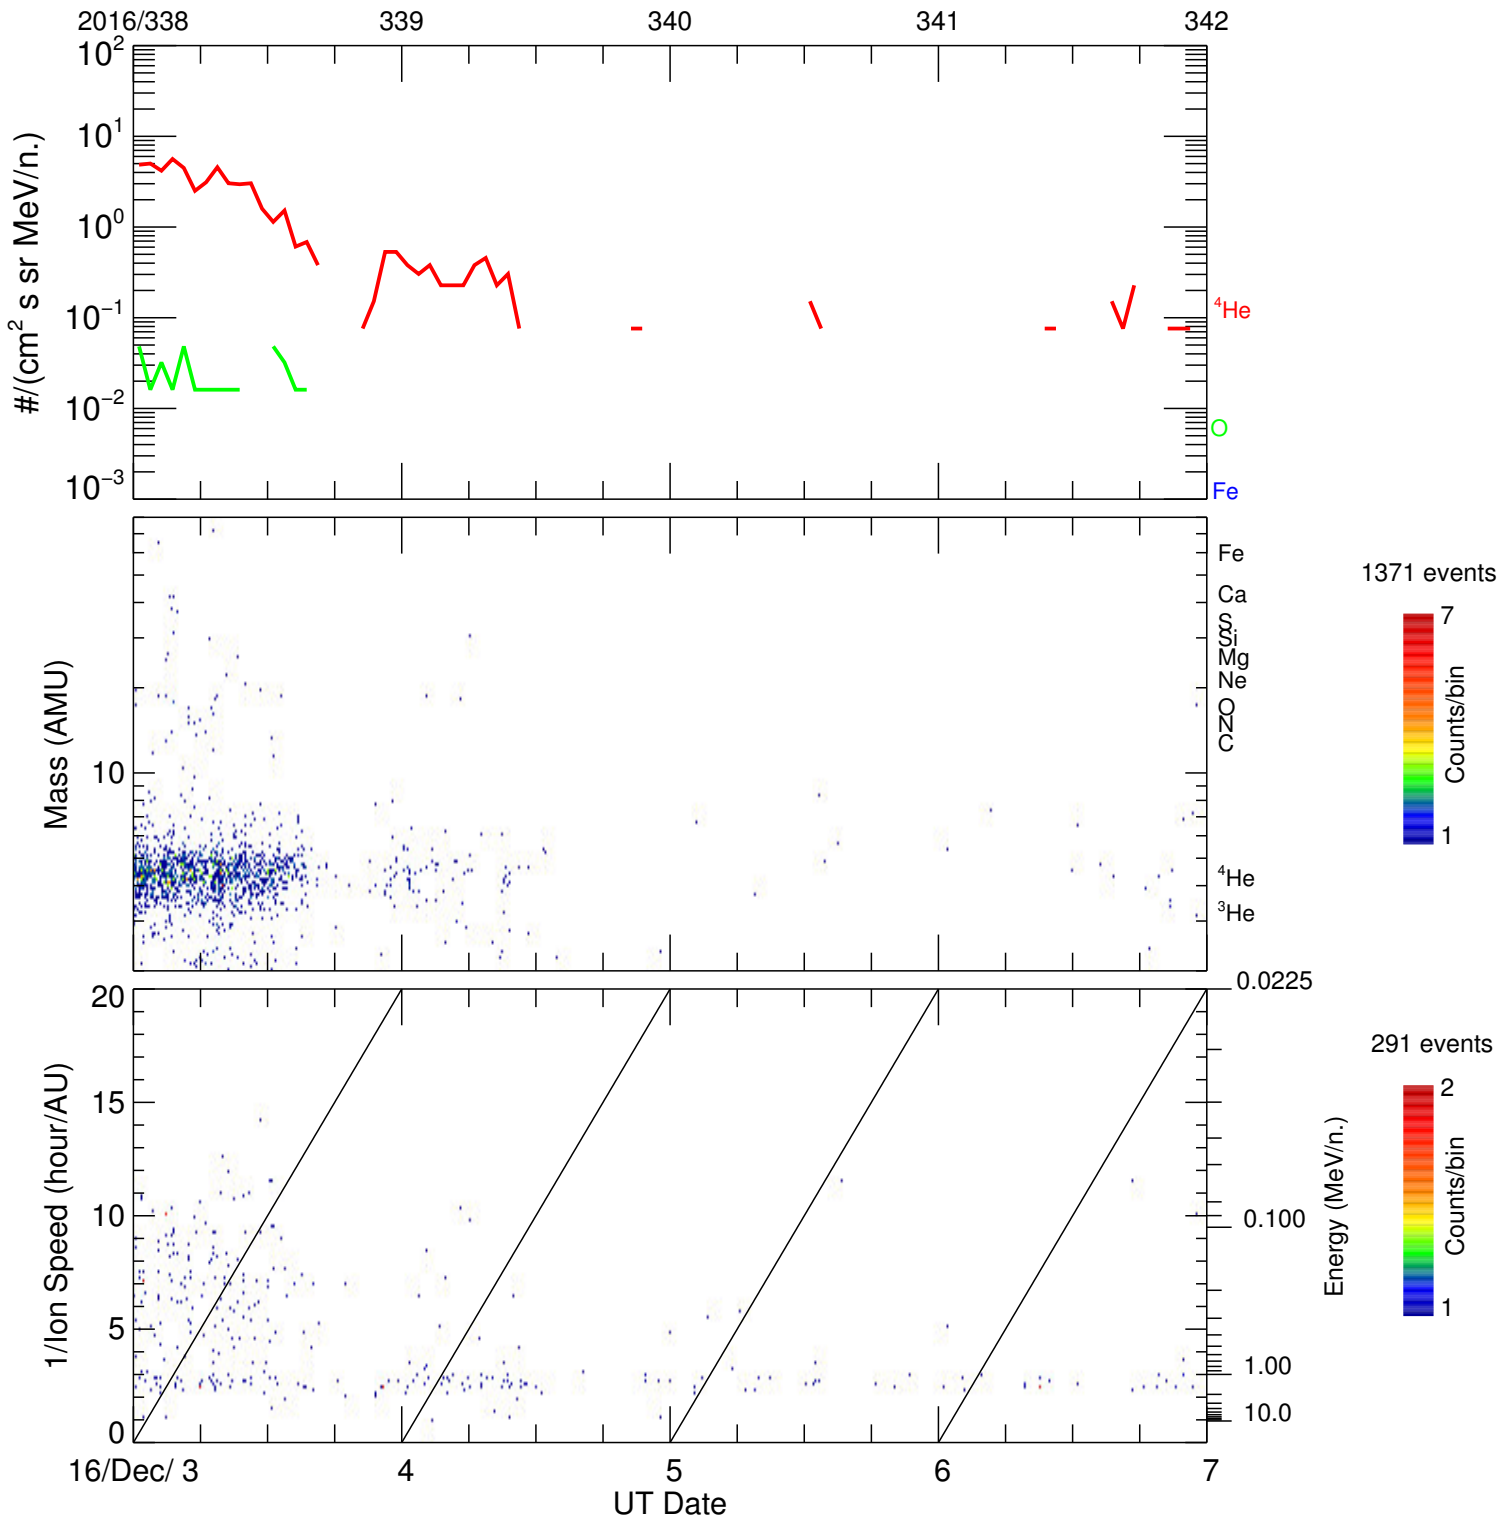 2016/338 339 340 341 342
10^2
10^1
10^0
10^−1
10^−2
10^−3
#/(cm^2 s sr MeV/n.)
^4He
O
Fe
Mass (AMU)
10
Fe
Ca
S
Si
Mg
Ne
O
N
C
^4He
^3He
1371 events
7
Counts/bin
1
1/Ion Speed (hour/AU)
20
15
10
5
0
0.0225
0.100
1.00
10.0
Energy (MeV/n.)
291 events
2
Counts/bin
1
16/Dec/ 3 4 5 6 7
UT Date